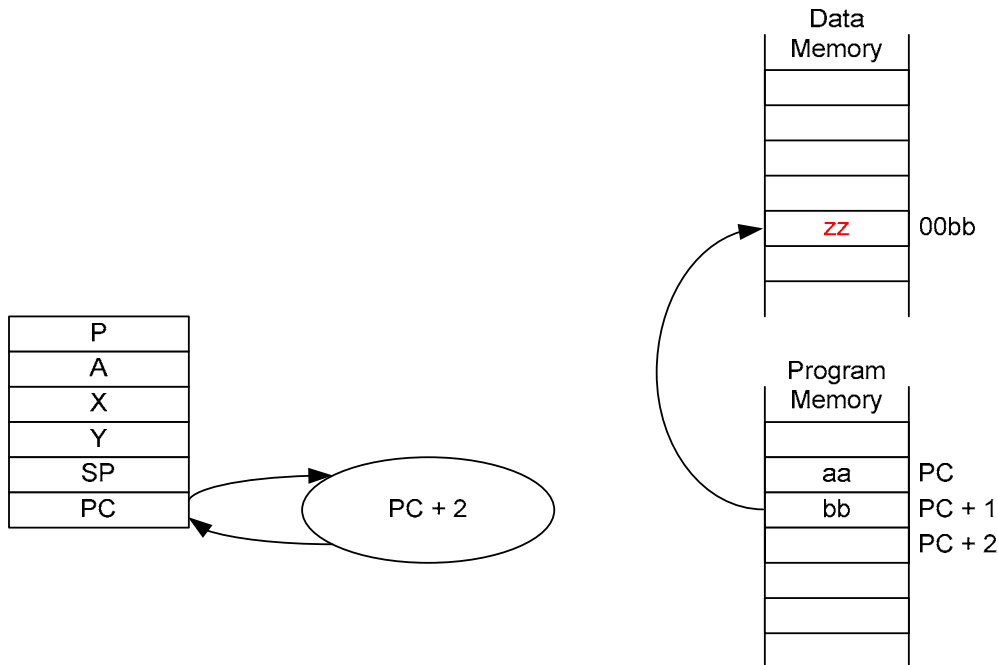 Data
Memory
zz 00bb
P
A
X
Y
SP
PC
PC + 2
Program
Memory
aa PC
bb PC + 1
PC + 2